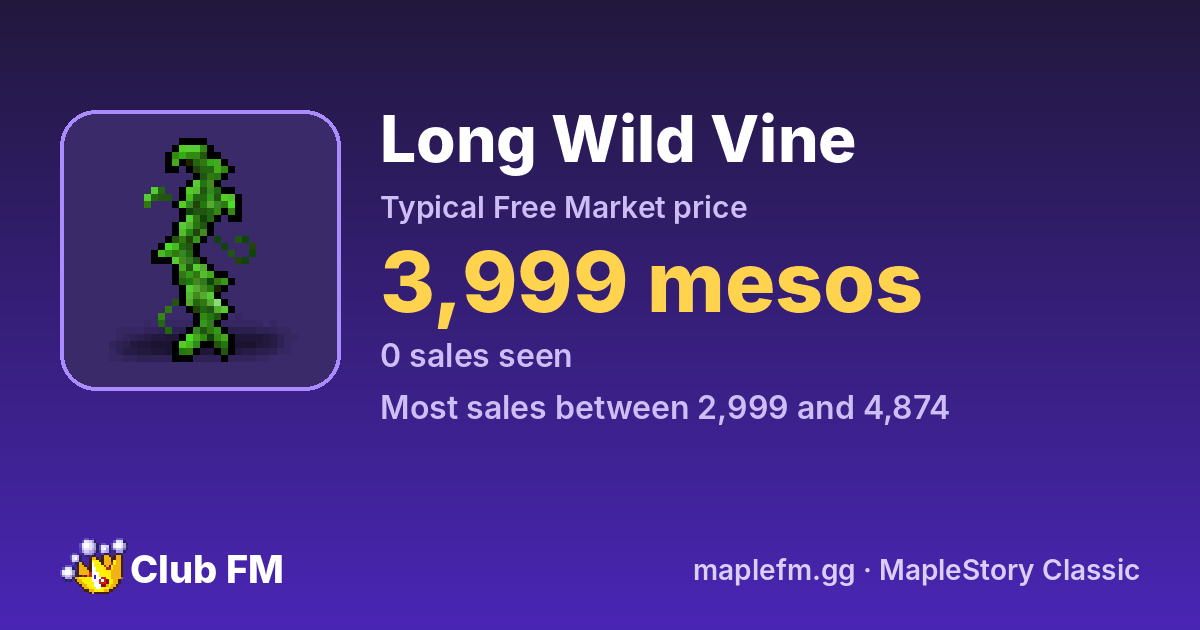 Long Wild Vine
Typical Free Market price
3,999 mesos
0 sales seen
Most sales between 2,999 and 4,874
Club FM
maplefm.gg · MapleStory Classic